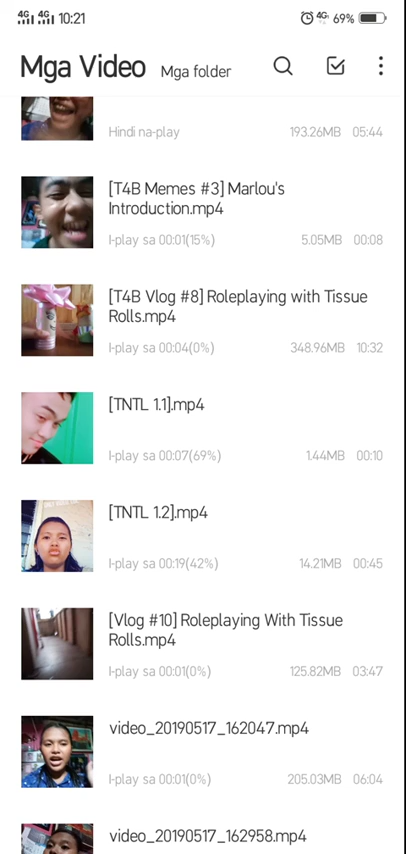 4G 4G 10:21 4G 69%
Mga Video Mga folder
Hindi na-play 193.26MB 05:44
[T4B Memes #3] Marlou's
Introduction.mp4
I-play sa 00:01(15%) 5.05MB 00:08
[T4B Vlog #8] Roleplaying with Tissue
Rolls.mp4
I-play sa 00:04(0%) 348.96MB 10:32
[TNTL 1.1].mp4
I-play sa 00:07(69%) 1.44MB 00:10
[TNTL 1.2].mp4
I-play sa 00:19(42%) 14.21MB 00:45
[Vlog #10] Roleplaying With Tissue
Rolls.mp4
I-play sa 00:01(0%) 125.82MB 03:47
video_20190517_162047.mp4
I-play sa 00:01(0%) 205.03MB 06:04
video_20190517_162958.mp4